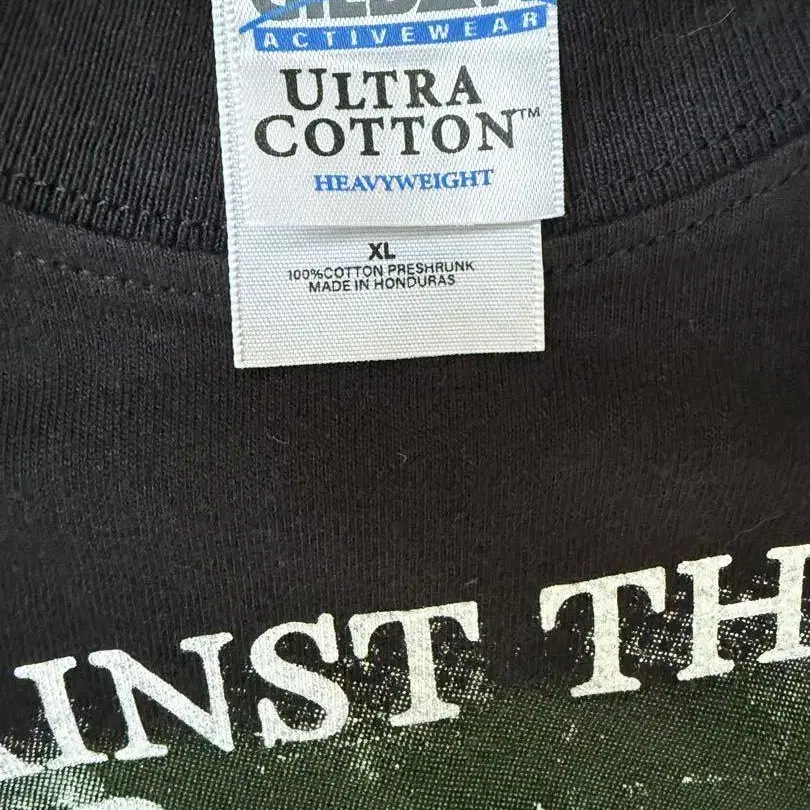 ACTIVEWEAR
ULTRA
COTTON™
HEAVYWEIGHT
XL
100%COTTON PRESHRUNK
MADE IN HONDURAS
AINST TH